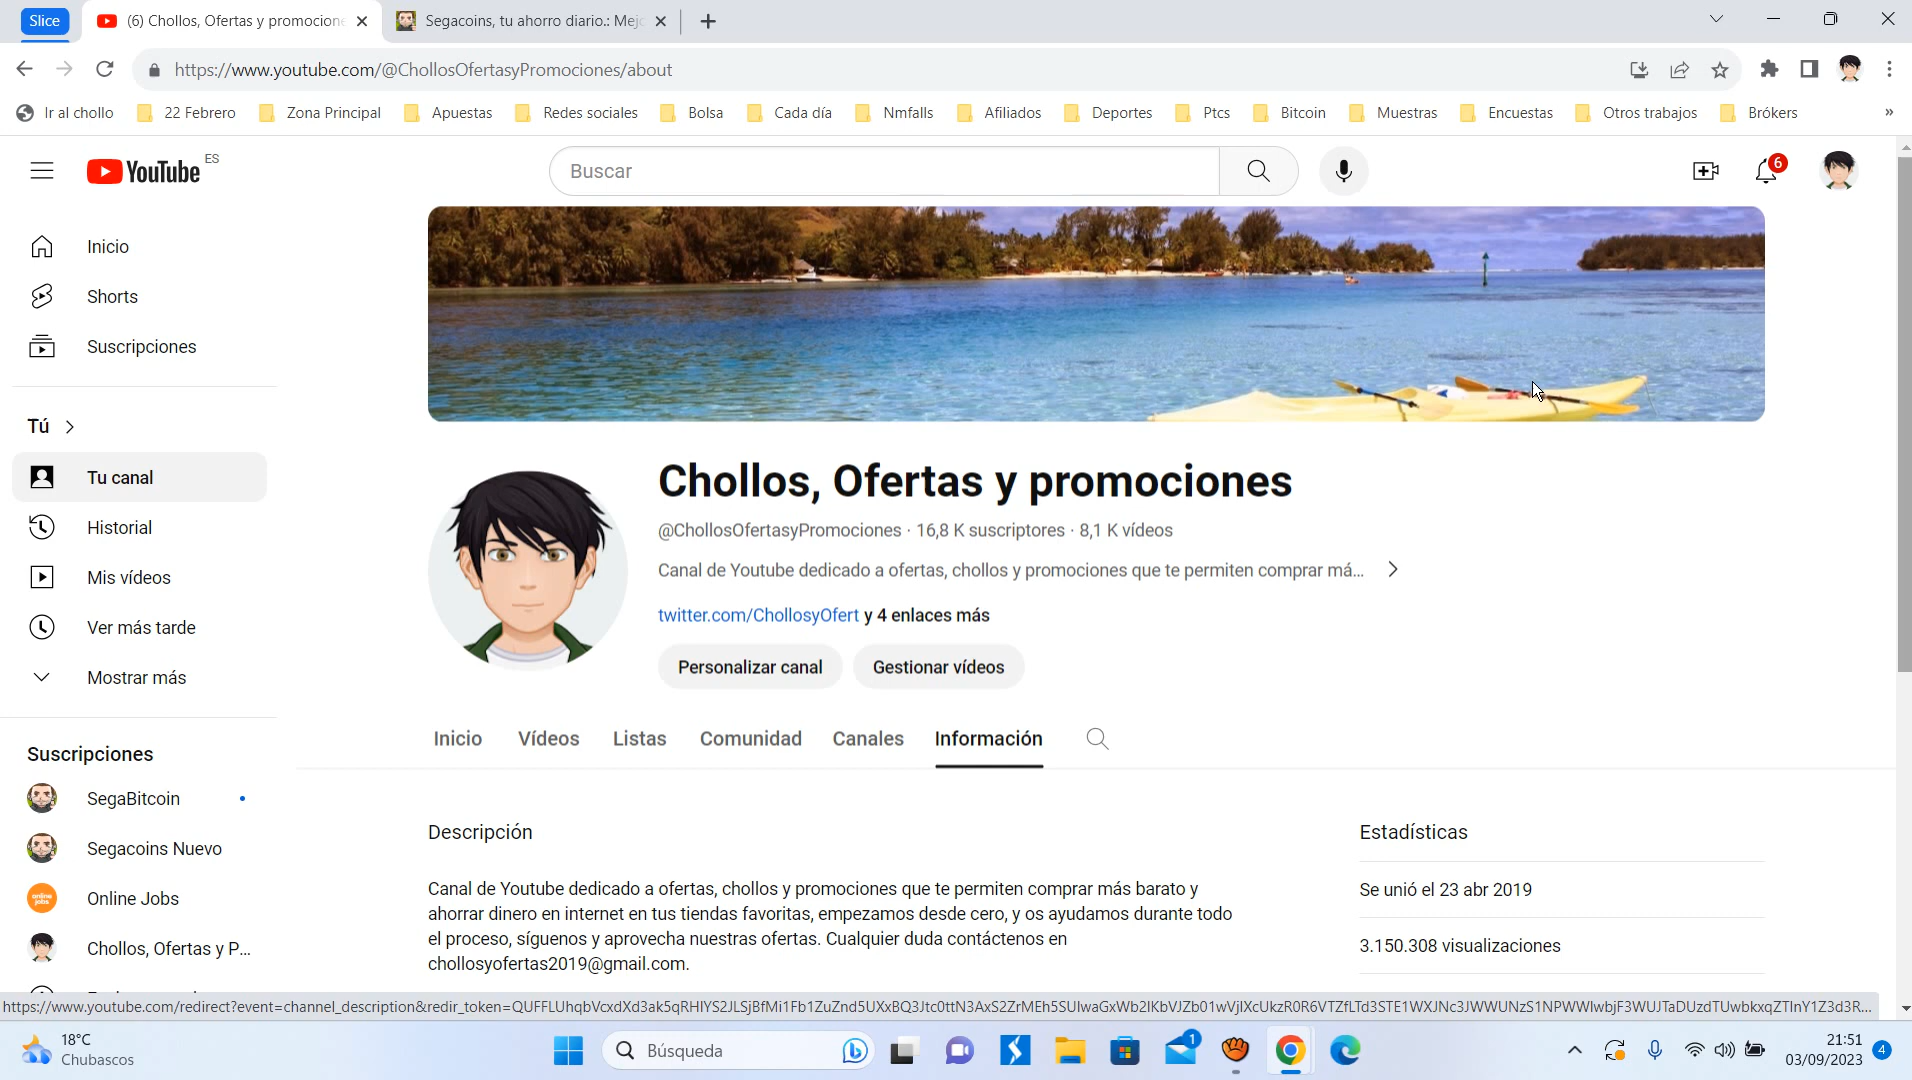 Slice
(6) Chollos, Ofertas y promocione
Segacoins, tu ahorro diario.: Mejo
https://www.youtube.com/@ChollosOfertasyPromociones/about
Ir al chollo
22 Febrero
Zona Principal
Apuestas
Redes sociales
Bolsa
Cada día
Nmfalls
Afiliados
Deportes
Ptcs
Bitcoin
Muestras
Encuestas
Otros trabajos
Brókers
»
YouTube ES
Buscar
6
Inicio
Shorts
Suscripciones
Tú
Tu canal
Historial
Mis vídeos
Ver más tarde
Mostrar más
Suscripciones
SegaBitcoin
Segacoins Nuevo
Online Jobs
Chollos, Ofertas y P...
Chollos, Ofertas y promociones
@ChollosOfertasyPromociones · 16,8 K suscriptores · 8,1 K vídeos
Canal de Youtube dedicado a ofertas, chollos y promociones que te permiten comprar má...
twitter.com/ChollosyOfert y 4 enlaces más
Personalizar canal
Gestionar vídeos
Inicio
Vídeos
Listas
Comunidad
Canales
Información
Descripción
Canal de Youtube dedicado a ofertas, chollos y promociones que te permiten comprar más barato y
ahorrar dinero en internet en tus tiendas favoritas, empezamos desde cero, y os ayudamos durante todo
el proceso, síguenos y aprovecha nuestras ofertas. Cualquier duda contáctenos en
chollosyofertas2019@gmail.com.
Estadísticas
Se unió el 23 abr 2019
3.150.308 visualizaciones
18°C
Chubascos
Búsqueda
1
21:51
03/09/2023
4